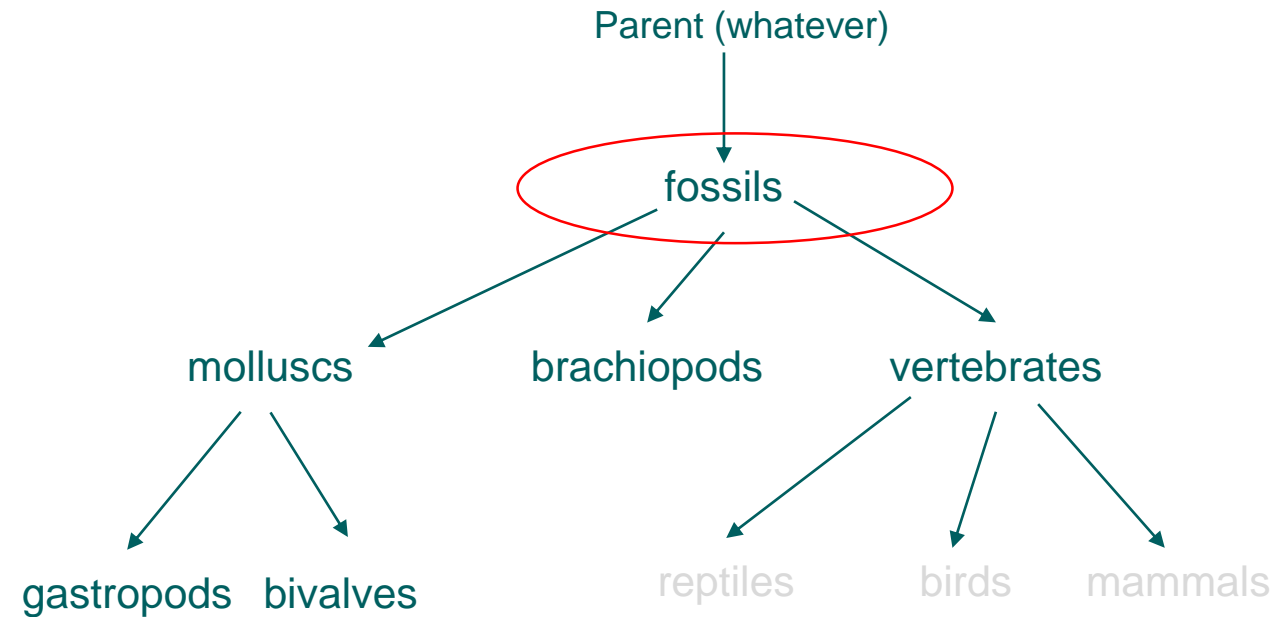 Parent (whatever)
fossils
molluscs brachiopods vertebrates
gastropods bivalves reptiles birds mammals